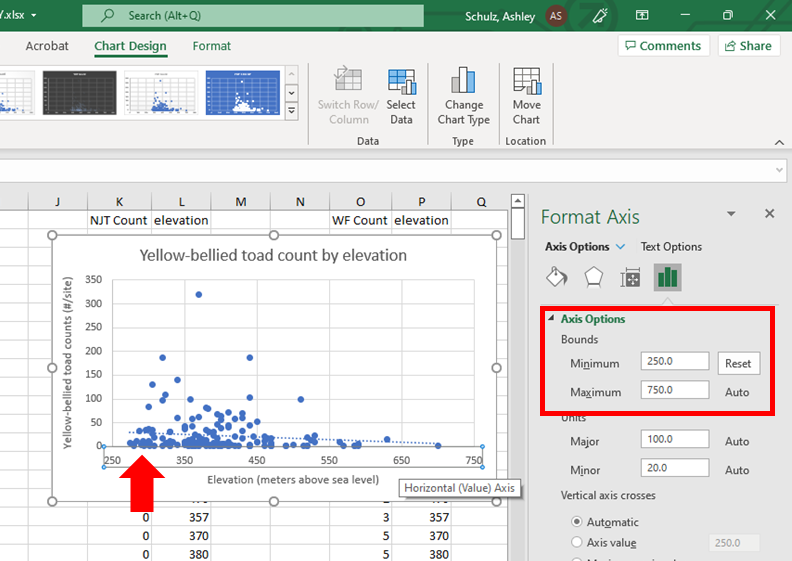 Y.xlsx
Search (Alt+Q)
Schulz, Ashley
AS
Acrobat
Chart Design
Format
Comments
Share
Switch Row/
Column
Select
Data
Change
Chart Type
Move
Chart
Data
Type
Location
J K L M N O P Q
NJT Count elevation WF Count elevation
Yellow-bellied toad count by elevation
Yellow-bellied toad counts (#/site)
350
300
250
200
150
100
50
0
250 350 450 550 650 750
Elevation (meters above sea level)
Horizontal (Value) Axis
0 357 3 357
0 370 5 370
0 380 5 380
Format Axis
Axis Options Text Options
Axis Options
Bounds
Minimum 250.0 Reset
Maximum 750.0 Auto
Units
Major 100.0 Auto
Minor 20.0 Auto
Vertical axis crosses
Automatic
Axis value 250.0